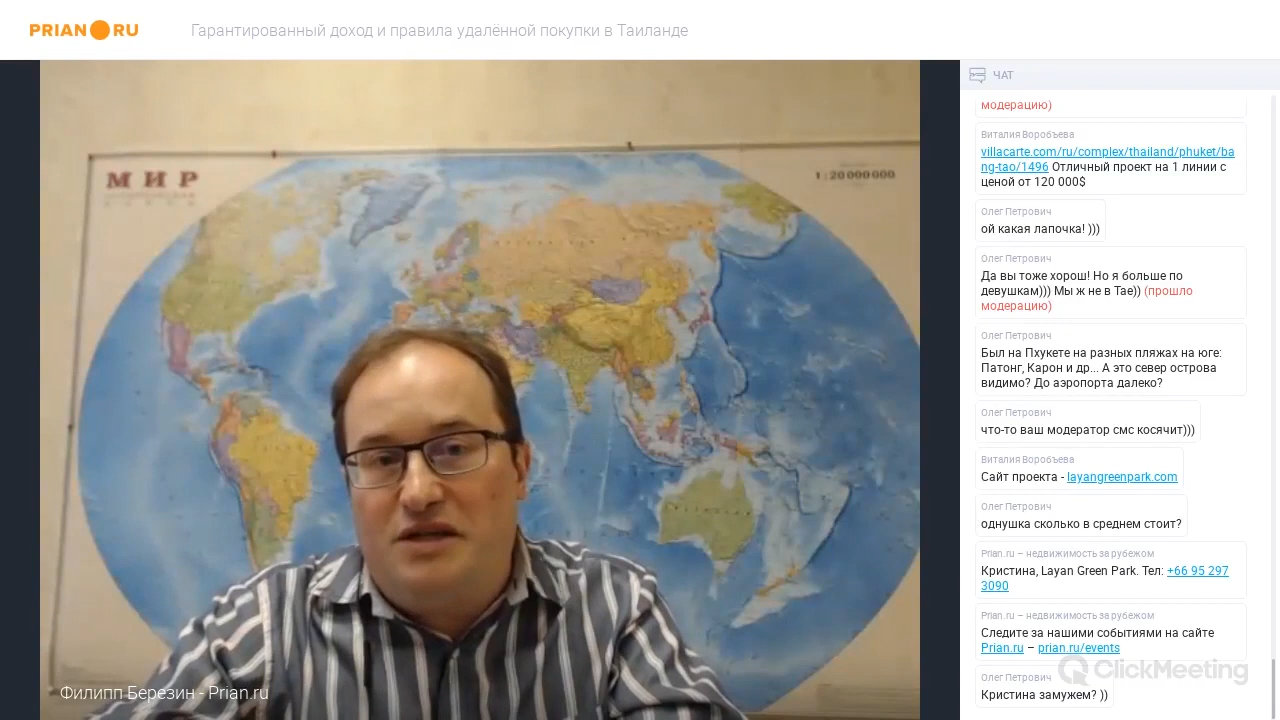 PRIAN RU
Гарантированный доход и правила удалённой покупки в Таиланде
ЧАТ
МИР
1:20 000 000
Филипп Березин - Prian.ru
модерацию)
Виталия Воробъева
villacarte.com/ru/complex/thailand/phuket/ba
ng-tao/1496 Отличный проект на 1 линии с
ценой от 120 000$
Олег Петрович
ой какая лапочка! )))
Олег Петрович
Да вы тоже хорош! Но я больше по
девушкам))) Мы ж не в Тае)) (прошло
модерацию)
Олег Петрович
Был на Пхукете на разных пляжах на юге:
Патонг, Карон и др... А это север острова
видимо? До аэропорта далеко?
Олег Петрович
что-то ваш модератор смс косячит)))
Виталия Воробъева
Сайт проекта - layangreenpark.com
Олег Петрович
однушка сколько в среднем стоит?
Prian.ru – недвижимость за рубежом
Кристина, Layan Green Park. Тел: +66 95 297
3090
Prian.ru – недвижимость за рубежом
Следите за нашими событиями на сайте
Prian.ru – prian.ru/events
Олег Петрович
Кристина замужем? ))
ClickMeeting